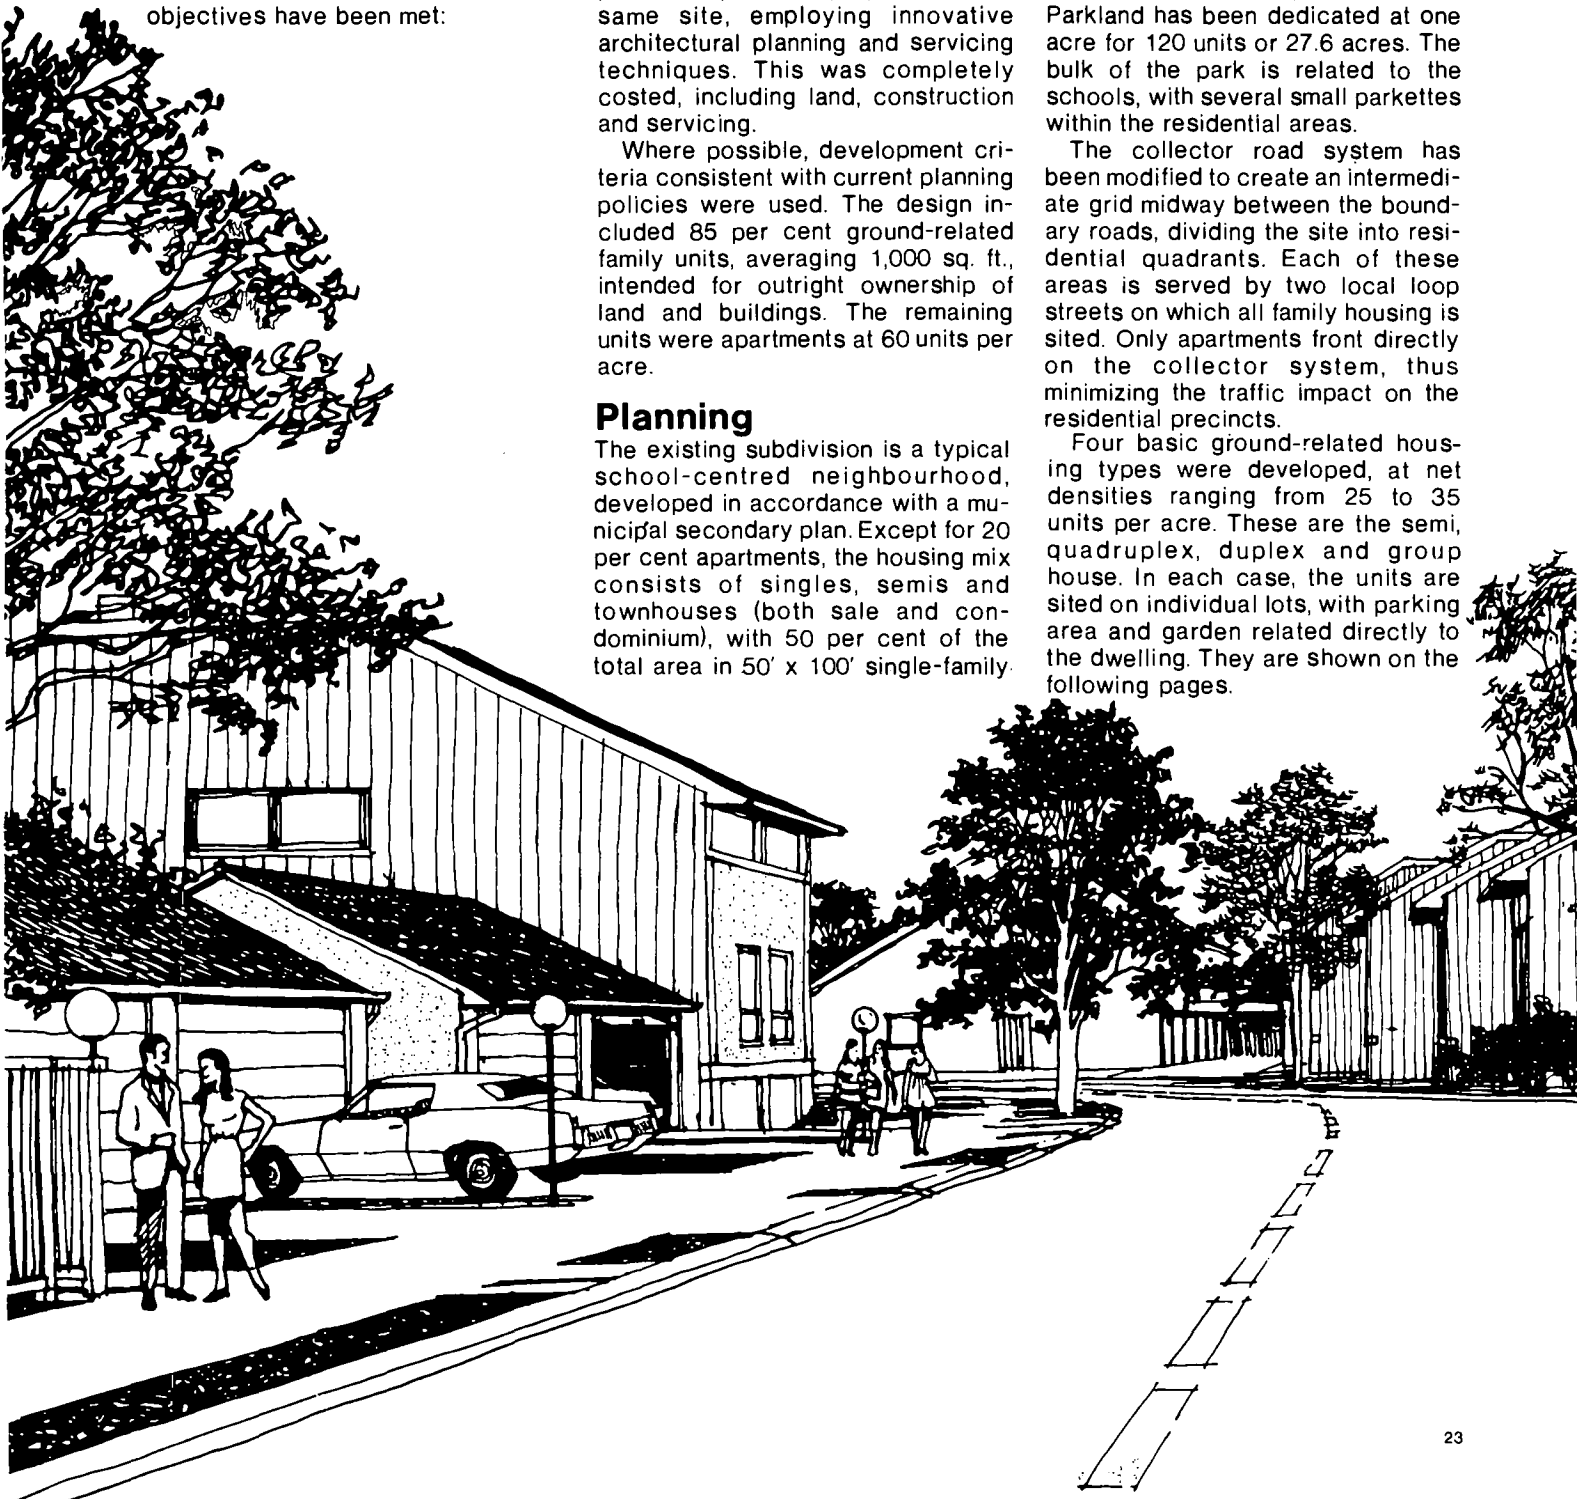 objectives have been met:
same site, employing innovative
architectural planning and servicing
techniques. This was completely
costed, including land, construction
and servicing.
Where possible, development cri-
teria consistent with current planning
policies were used. The design in-
cluded 85 per cent ground-related
family units, averaging 1,000 sq. ft.,
intended for outright ownership of
land and buildings. The remaining
units were apartments at 60 units per
acre.
Planning
The existing subdivision is a typical
school-centred neighbourhood,
developed in accordance with a mu-
nicipal secondary plan. Except for 20
per cent apartments, the housing mix
consists of singles, semis and
townhouses (both sale and con-
dominium), with 50 per cent of the
total area in 50' x 100' single-family
Parkland has been dedicated at one
acre for 120 units or 27.6 acres. The
bulk of the park is related to the
schools, with several small parkettes
within the residential areas.
The collector road system has
been modified to create an intermedi-
ate grid midway between the bound-
ary roads, dividing the site into resi-
dential quadrants. Each of these
areas is served by two local loop
streets on which all family housing is
sited. Only apartments front directly
on the collector system, thus
minimizing the traffic impact on the
residential precincts.
Four basic ground-related hous-
ing types were developed, at net
densities ranging from 25 to 35
units per acre. These are the semi,
quadruplex, duplex and group
house. In each case, the units are
sited on individual lots, with parking
area and garden related directly to
the dwelling. They are shown on the
following pages.
23